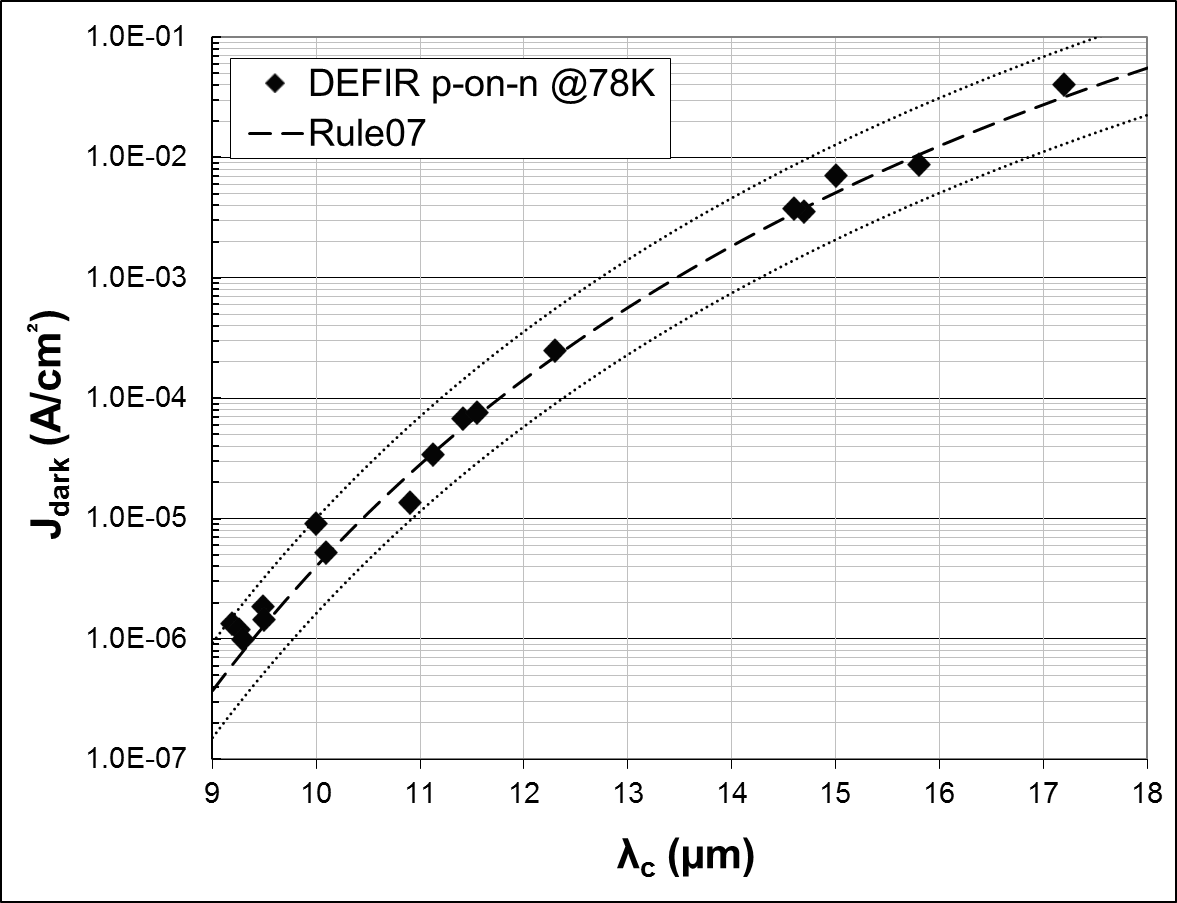 1.0E-01
1.0E-02
1.0E-03
1.0E-04
1.0E-05
1.0E-06
1.0E-07
DEFIR p-on-n @78K
Rule07
J_dark (A/cm²)
9 10 11 12 13 14 15 16 17 18
λ_c (µm)